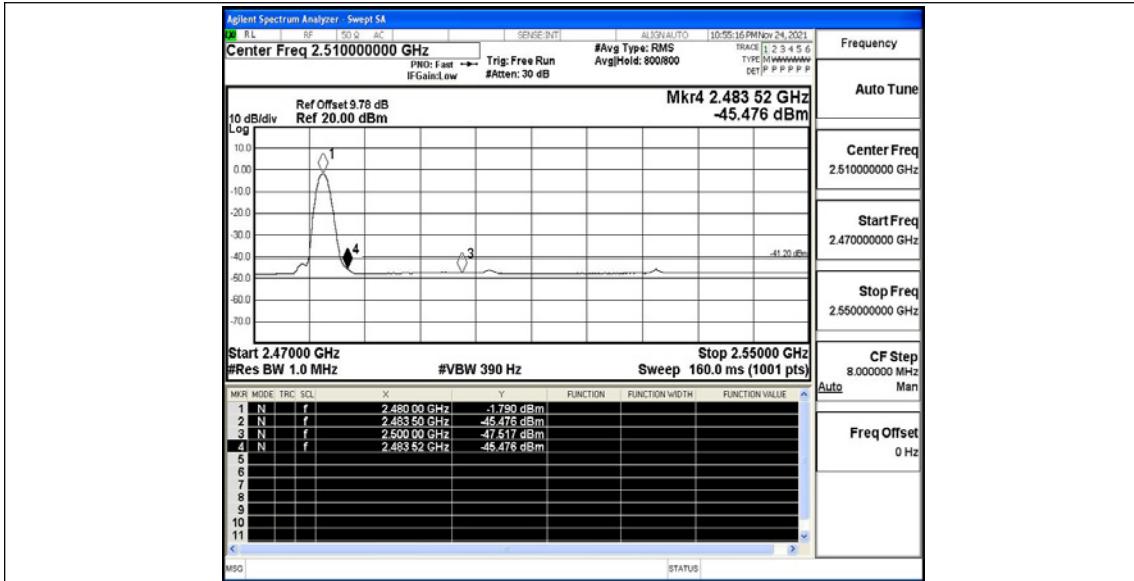 Agilent Spectrum Analyzer - Swept SA
RL RF 50 Ω AC SENSE:INT ALIGNAUTO 10:55:16 PM Nov 24, 2021
Center Freq 2.510000000 GHz
PNO: Fast
IFGain:Low
Trig: Free Run
#Atten: 30 dB
#Avg Type: RMS
Avg|Hold: 800/800
TRACE 1 2 3 4 5 6
TYPE M WWWWW
DET P P P P P P
Mkr4 2.483 52 GHz
-45.476 dBm
Ref Offset 9.78 dB
10 dB/div Ref 20.00 dBm
Log
10.0
0.00
-10.0
-20.0
-30.0
-40.0
-50.0
-60.0
-70.0
1
4
3
-41.20 dBm
Start 2.47000 GHz Stop 2.55000 GHz
#Res BW 1.0 MHz #VBW 390 Hz Sweep 160.0 ms (1001 pts)
MKR MODE TRC SCL X Y FUNCTION FUNCTION WIDTH FUNCTION VALUE
1 N f 2.480 00 GHz -1.790 dBm
2 N f 2.483 50 GHz -45.476 dBm
3 N f 2.500 00 GHz -47.517 dBm
4 N f 2.483 52 GHz -45.476 dBm
5
6
7
8
9
10
11
MSG STATUS
Frequency
Auto Tune
Center Freq
2.510000000 GHz
Start Freq
2.470000000 GHz
Stop Freq
2.550000000 GHz
CF Step
8.000000 MHz
Auto Man
Freq Offset
0 Hz